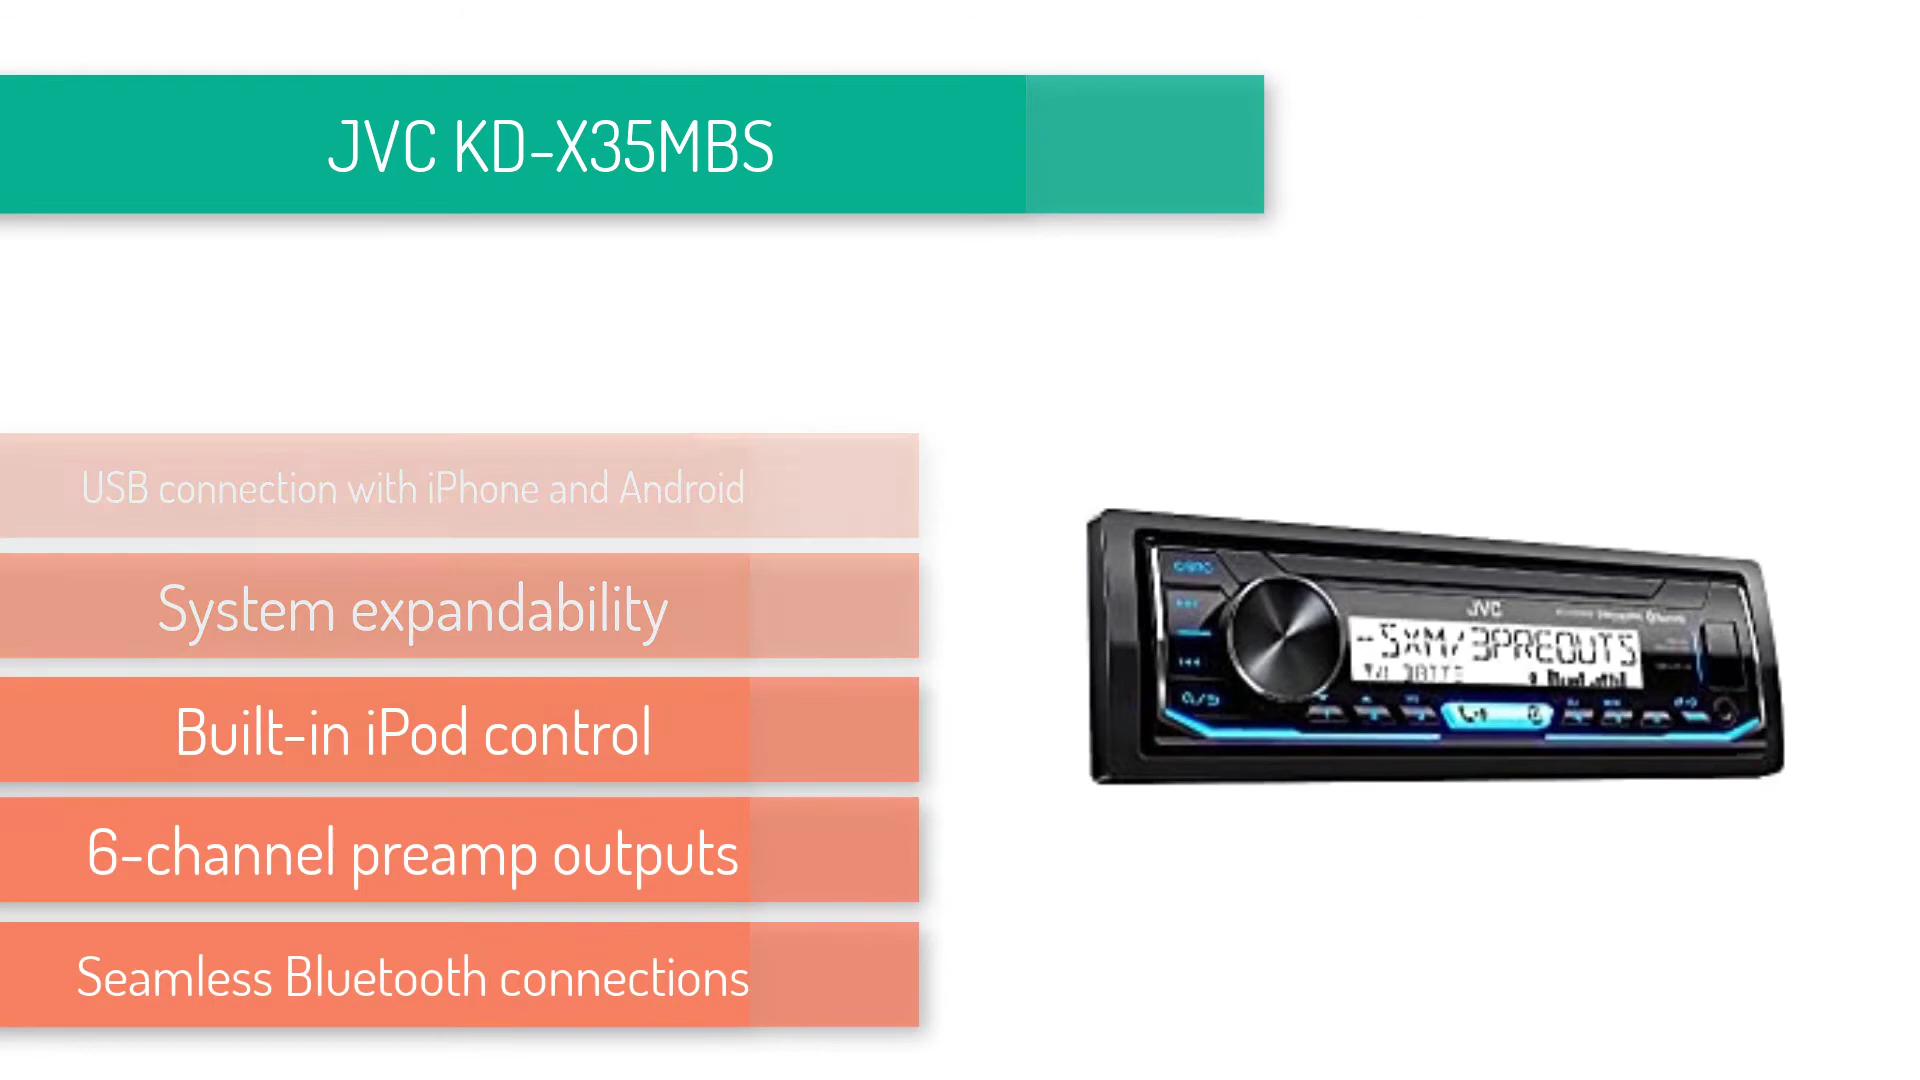 JVC KD-X35MBS
USB connection with iPhone and Android
System expandability
Built-in iPod control
6-channel preamp outputs
Seamless Bluetooth connections
JVC
SXM/3PREOUTS